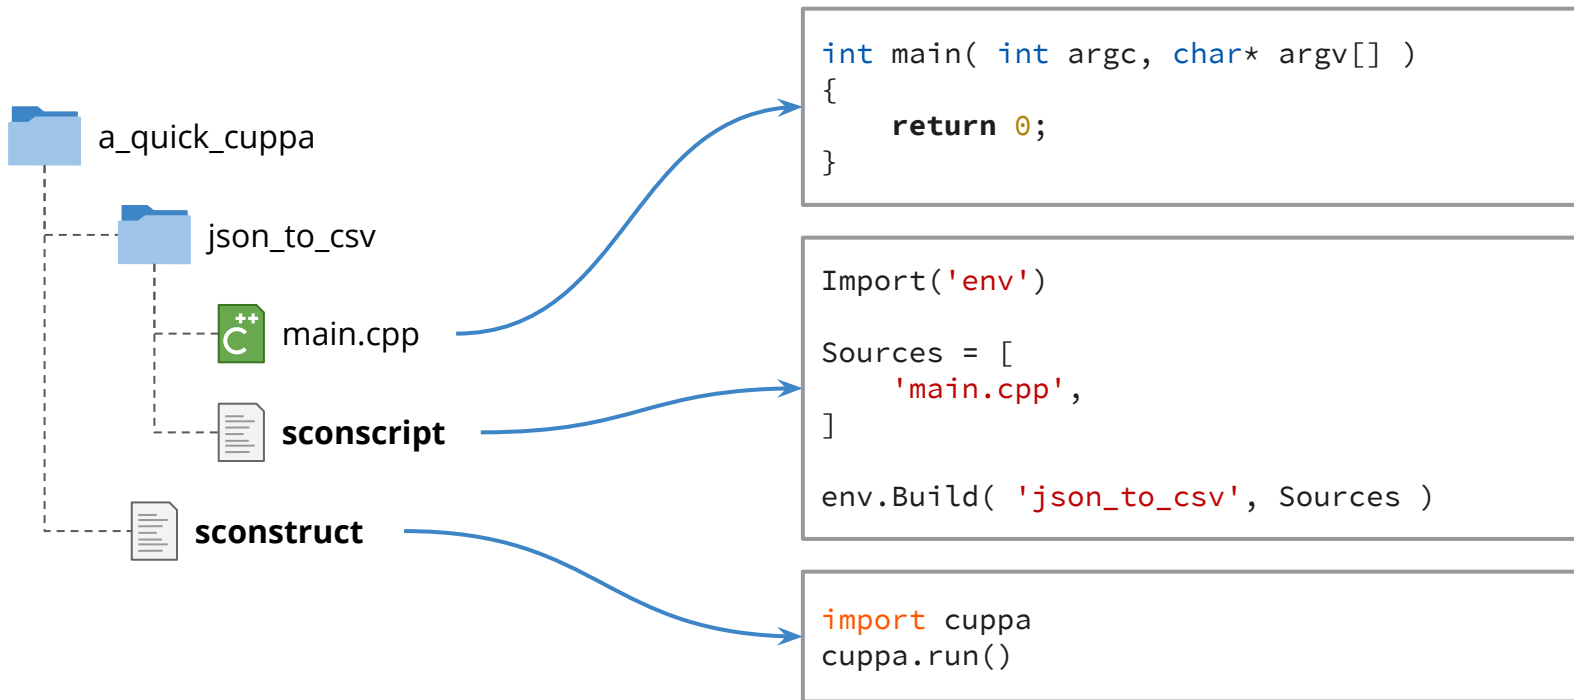 a_quick_cuppa
json_to_csv
C++
main.cpp
sconscript
sconstruct
int main( int argc, char* argv[] )
{
    return 0;
}
Import('env')
Sources = [
    'main.cpp',
]
env.Build( 'json_to_csv', Sources )
import cuppa
cuppa.run()